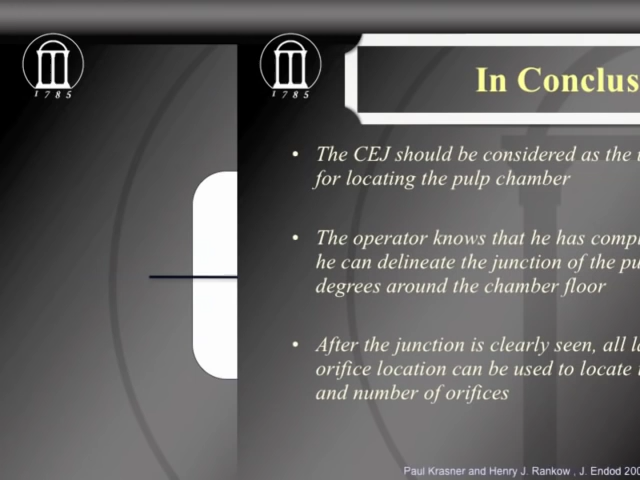 1785
1785
In Conclus
The CEJ should be considered as the
for locating the pulp chamber
The operator knows that he has compl
he can delineate the junction of the pu
degrees around the chamber floor
After the junction is clearly seen, all la
orifice location can be used to locate
and number of orifices
Paul Krasner and Henry J. Rankow , J. Endod 200